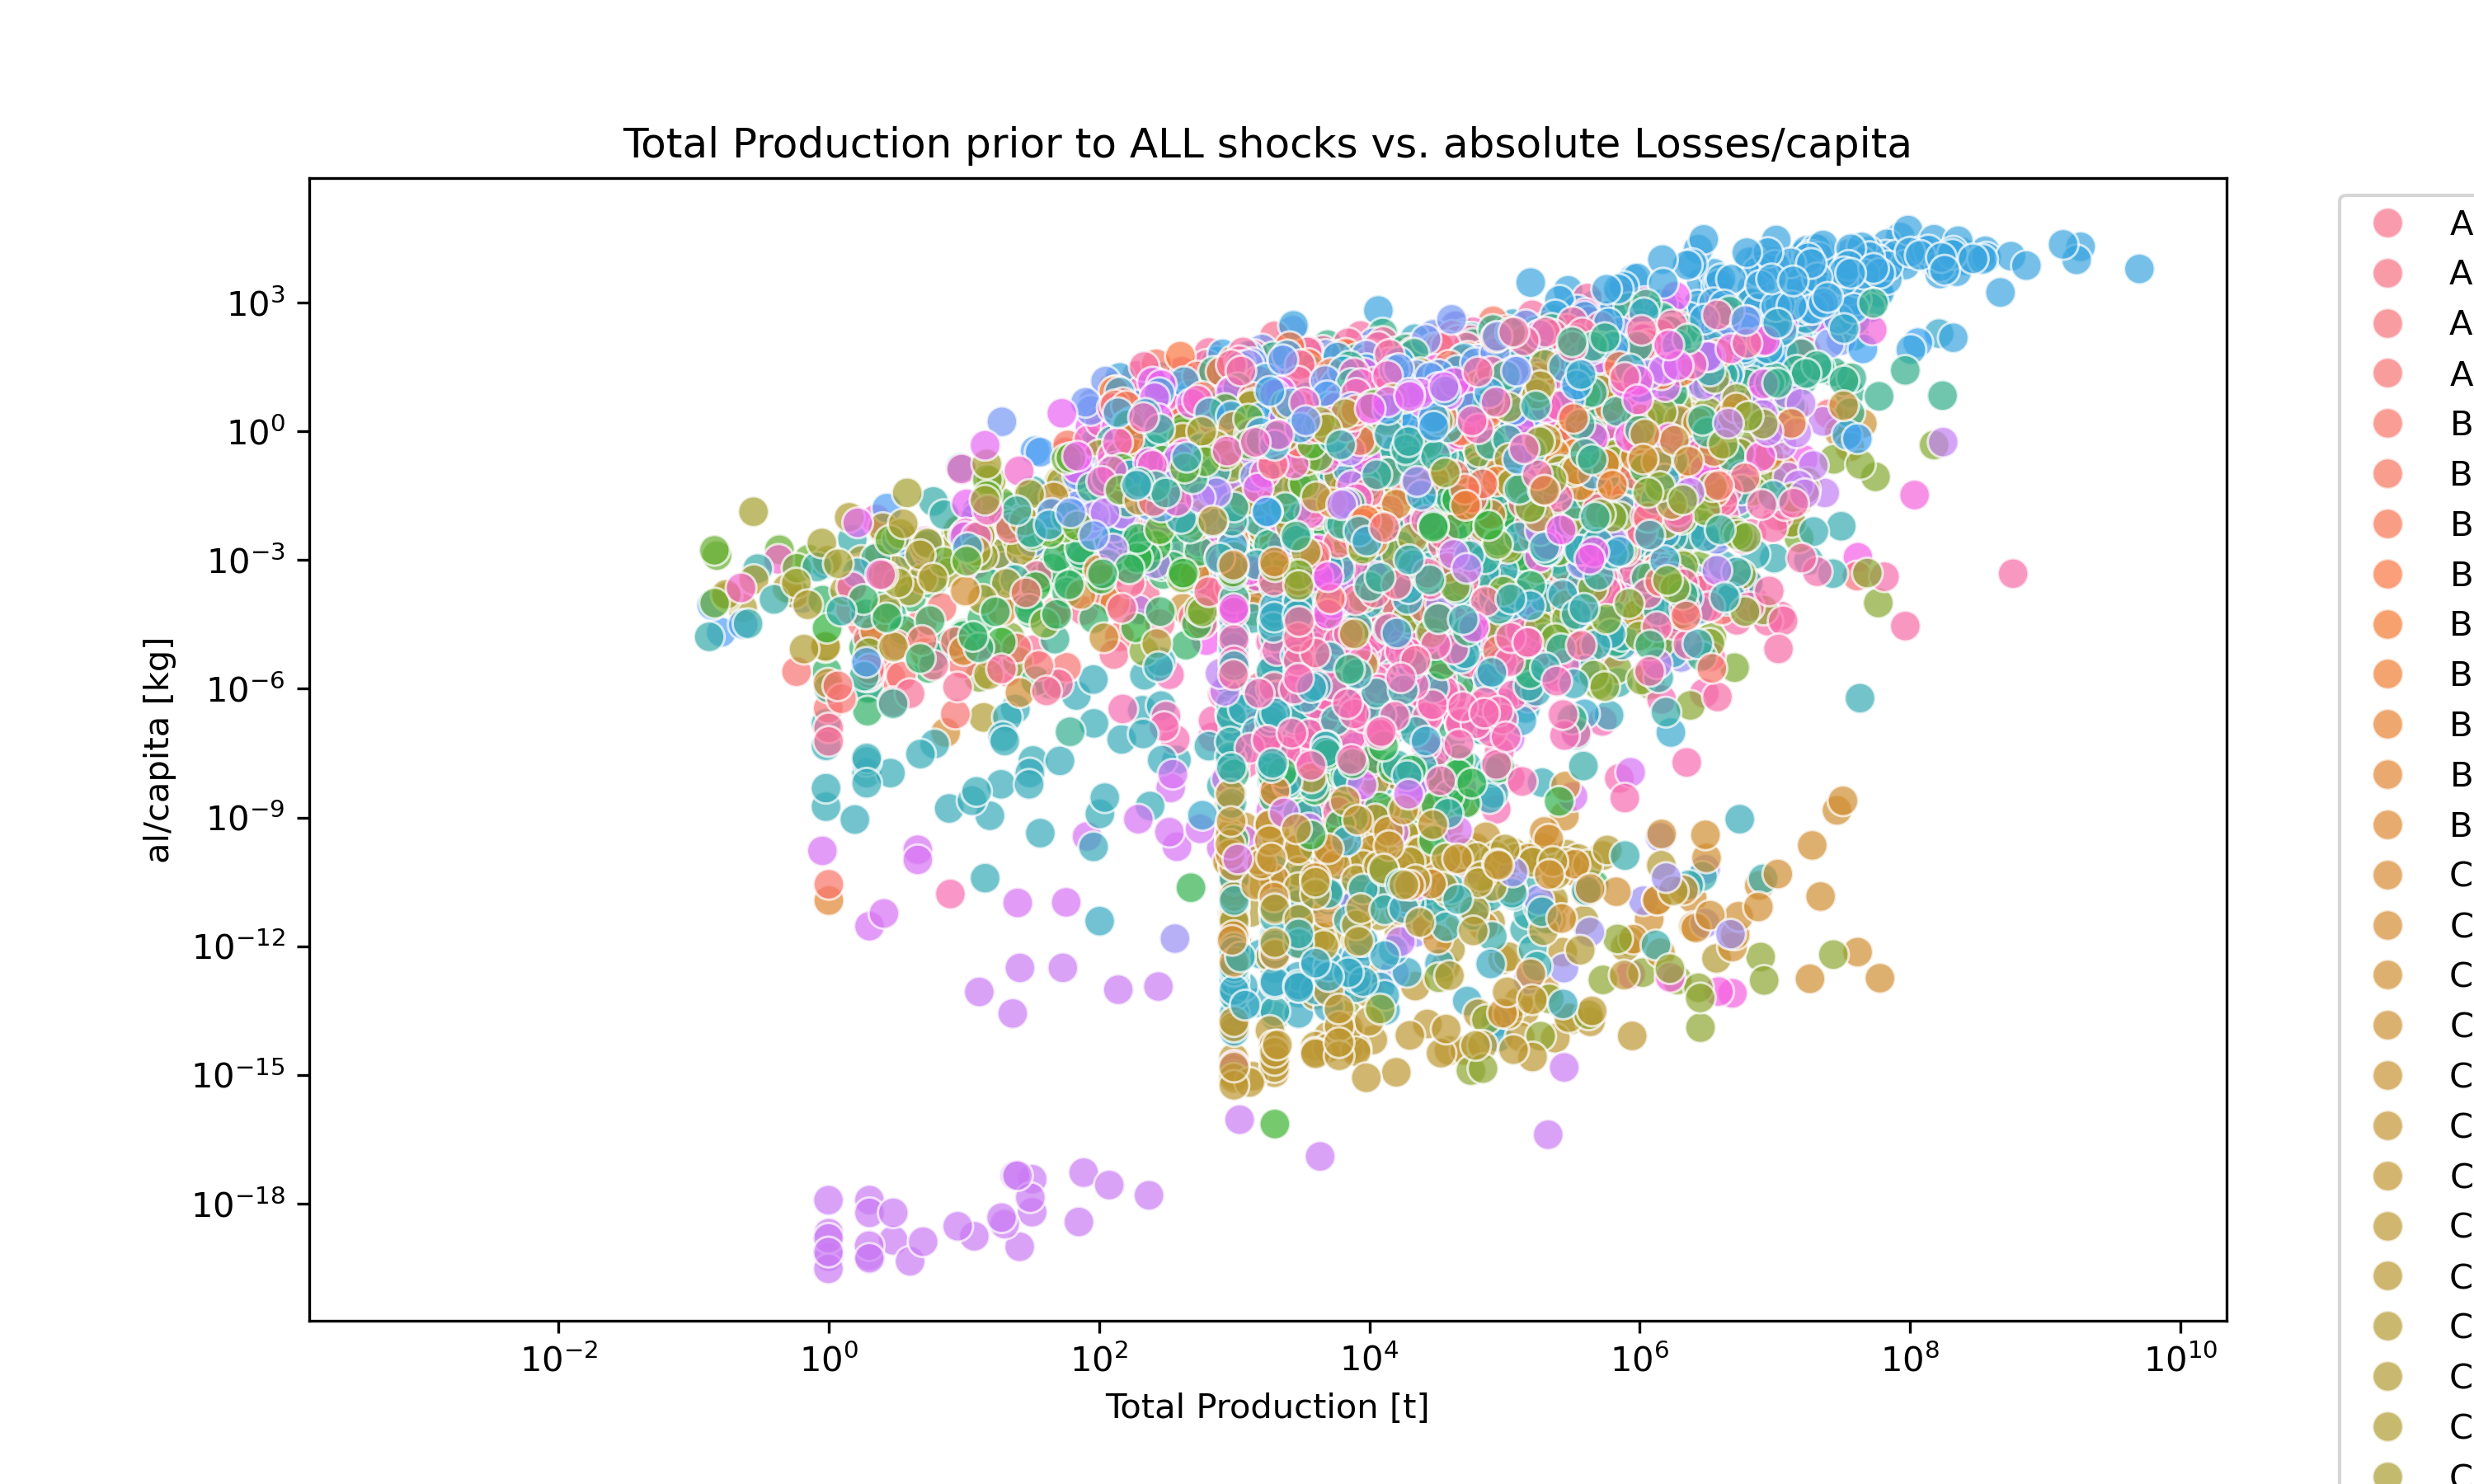 Total Production prior to ALL shocks vs. absolute Losses/capita
al/capita [kg]
10³
10⁰
10⁻³
10⁻⁶
10⁻⁹
10⁻¹²
10⁻¹⁵
10⁻¹⁸
10⁻²
10⁰
10²
10⁴
10⁶
10⁸
10¹⁰
Total Production [t]
A
A
A
A
B
B
B
B
B
B
B
B
B
C
C
C
C
C
C
C
C
C
C
C
C
C